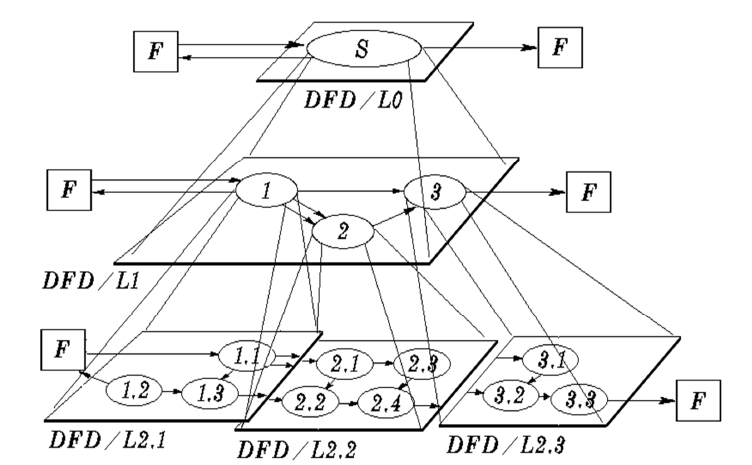 F S F
DFD/L0
F 1 3 F
2
DFD/L1
F 1,1 2,1 2,3 3,1
1,2 1,3 2,2 2,4 3,2 3,3 F
DFD/L2,1 DFD/L2,2 DFD/L2,3